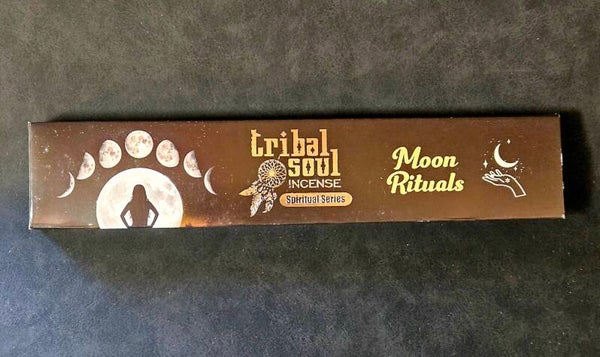 tribal
soul
INCENSE
Spiritual Series
Moon
Rituals